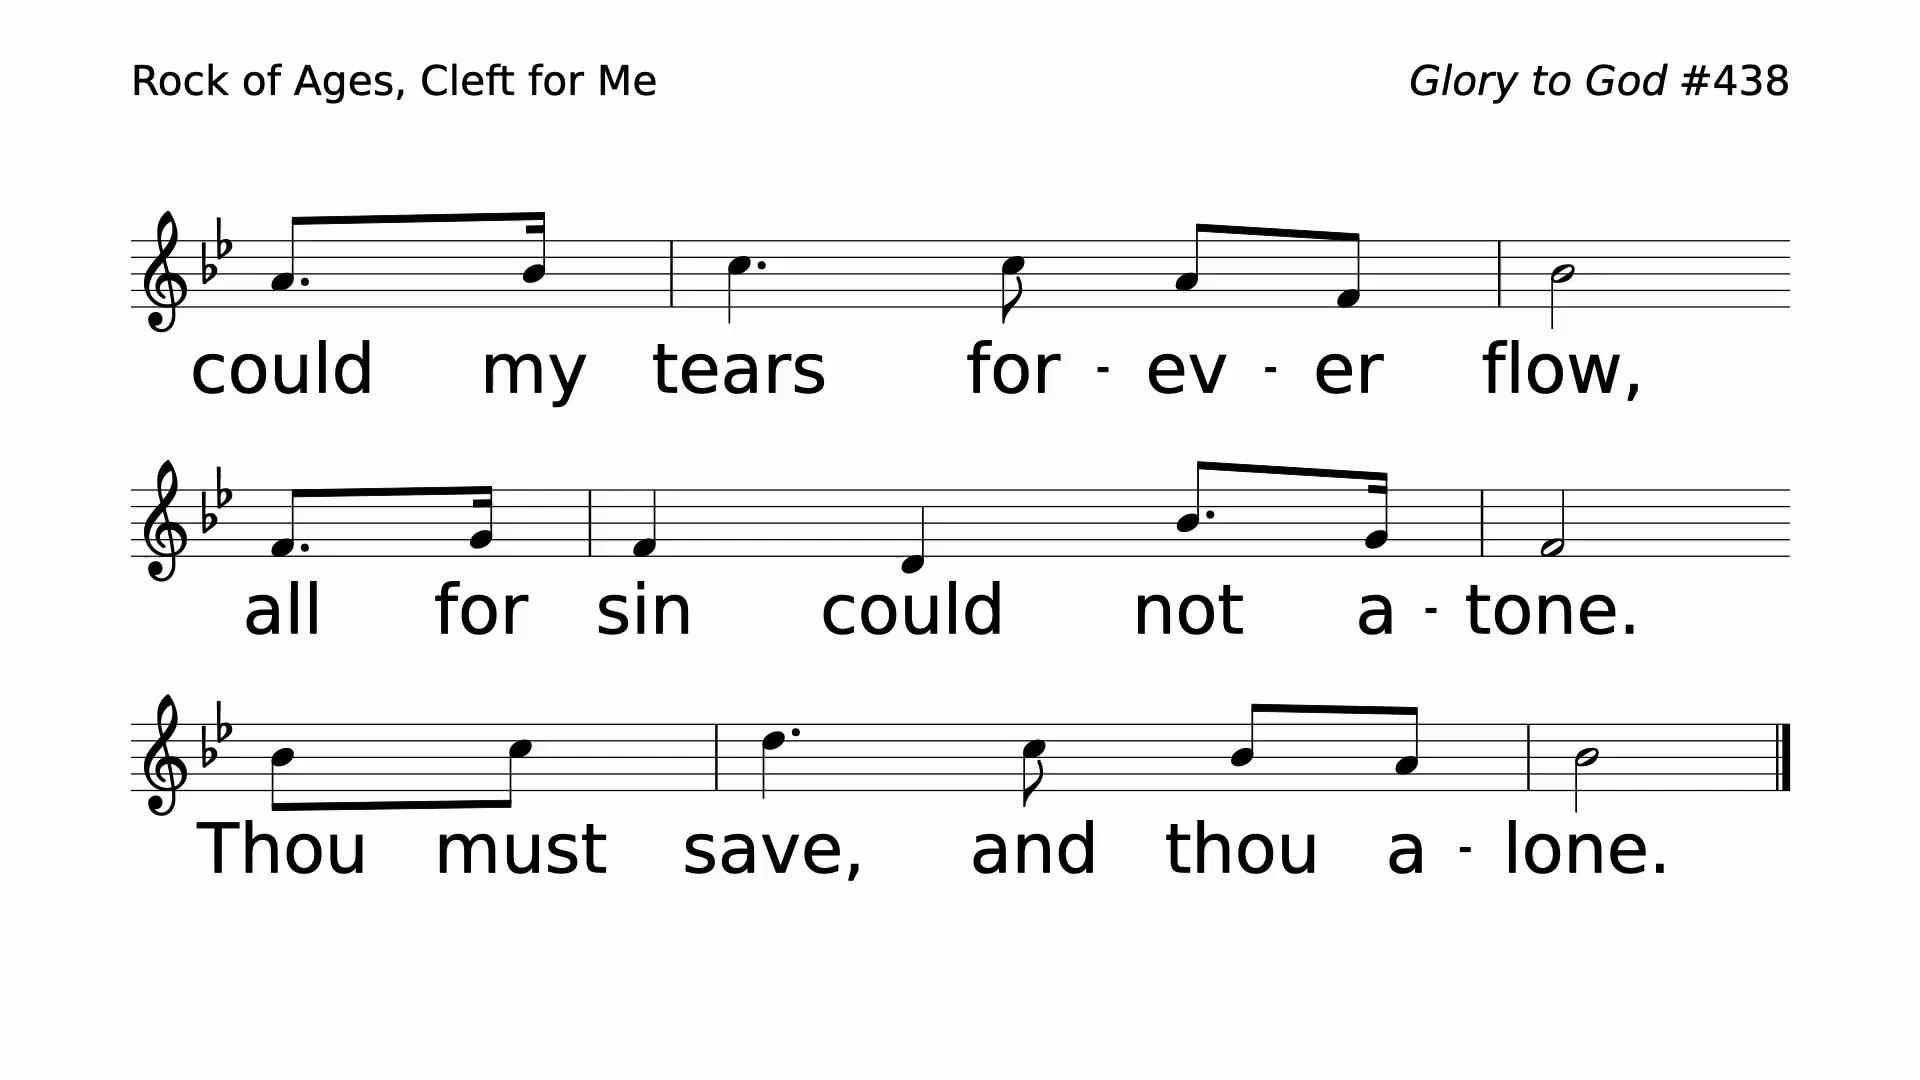 Rock of Ages, Cleft for Me
Glory to God #438
could my tears for - ev - er flow,
all for sin could not a - tone.
Thou must save, and thou a - lone.